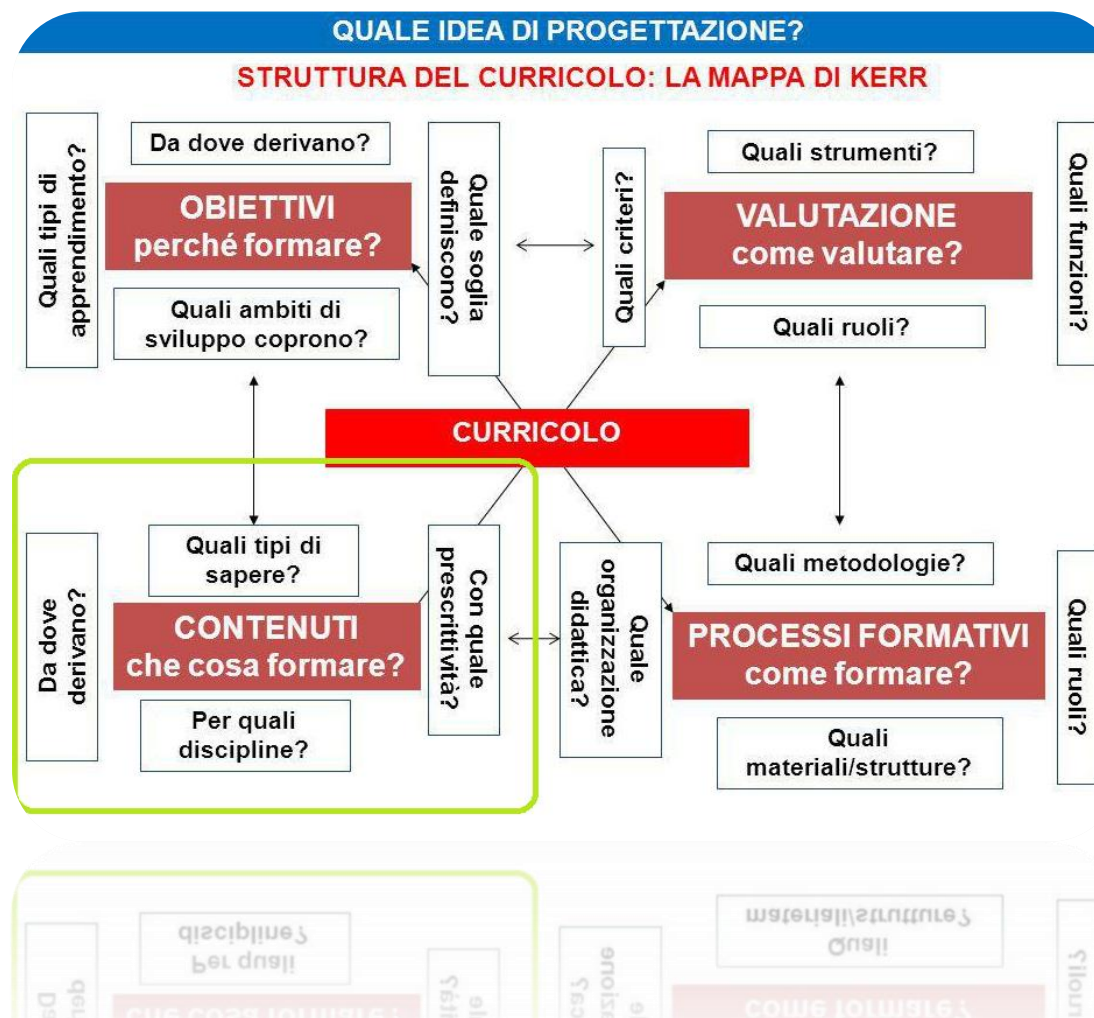 QUALE IDEA DI PROGETTAZIONE?
STRUTTURA DEL CURRICOLO: LA MAPPA DI KERR
Quali tipi di
apprendimento?
Da dove derivano?
OBIETTIVI
perché formare?
Quali ambiti di
sviluppo coprono?
Quale soglia
definiscono?
Quali criteri?
Quali strumenti?
VALUTAZIONE
come valutare?
Quali ruoli?
Quali funzioni?
CURRICOLO
Da dove
derivano?
Quali tipi di
sapere?
CONTENUTI
che cosa formare?
Per quali
discipline?
Con quale
prescrittività?
Quale
organizzazione
didattica?
Quali metodologie?
PROCESSI FORMATIVI
come formare?
Quali
materiali/strutture?
Quali ruoli?